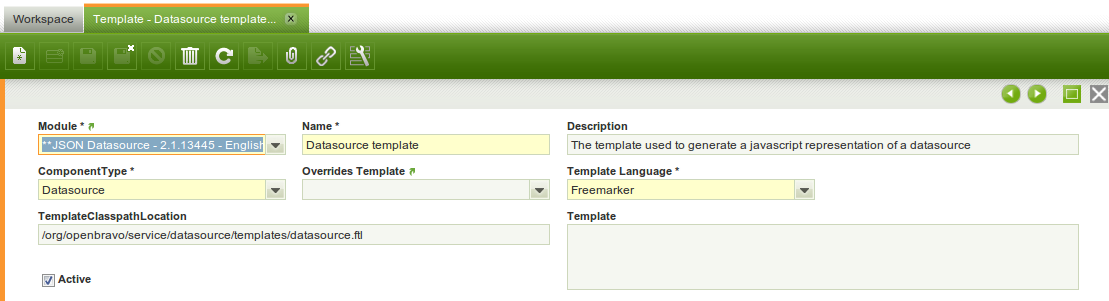 Workspace
Template - Datasource template...
Module *
Name *
Description
**JSON Datasource - 2.1.13445 - English
Datasource template
The template used to generate a javascript representation of a datasource
ComponentType *
Overrides Template
Template Language *
Datasource
Freemarker
TemplateClasspathLocation
Template
/org/openbravo/service/datasource/templates/datasource.ftl
Active